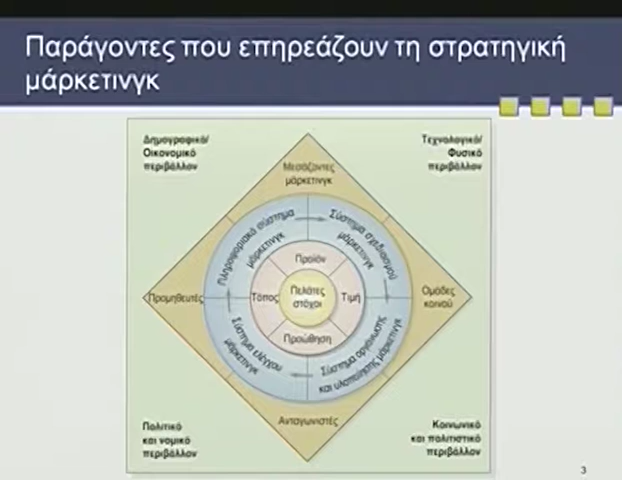 Παράγοντες που επηρεάζουν τη στρατηγική
μάρκετινγκ
Δημογραφικό/
Οικονομικό
περιβάλλον
Τεχνολογικό/
Φυσικό
περιβάλλον
Μεσάζοντες
μάρκετινγκ
Πληροφοριακό σύστημα
μάρκετινγκ
Σύστημα σχεδιασμού
μάρκετινγκ
Προϊόν
Προμηθευτές
Τόπος
Πελάτες
στόχοι
Τιμή
Ομάδες
κοινού
Προώθηση
Σύστημα ελέγχου
μάρκετινγκ
Σύστημα οργάνωσης
και υλοποίησης μάρκετινγκ
Ανταγωνιστές
Πολιτικό
και νομικό
περιβάλλον
Κοινωνικό
και πολιτιστικό
περιβάλλον
3